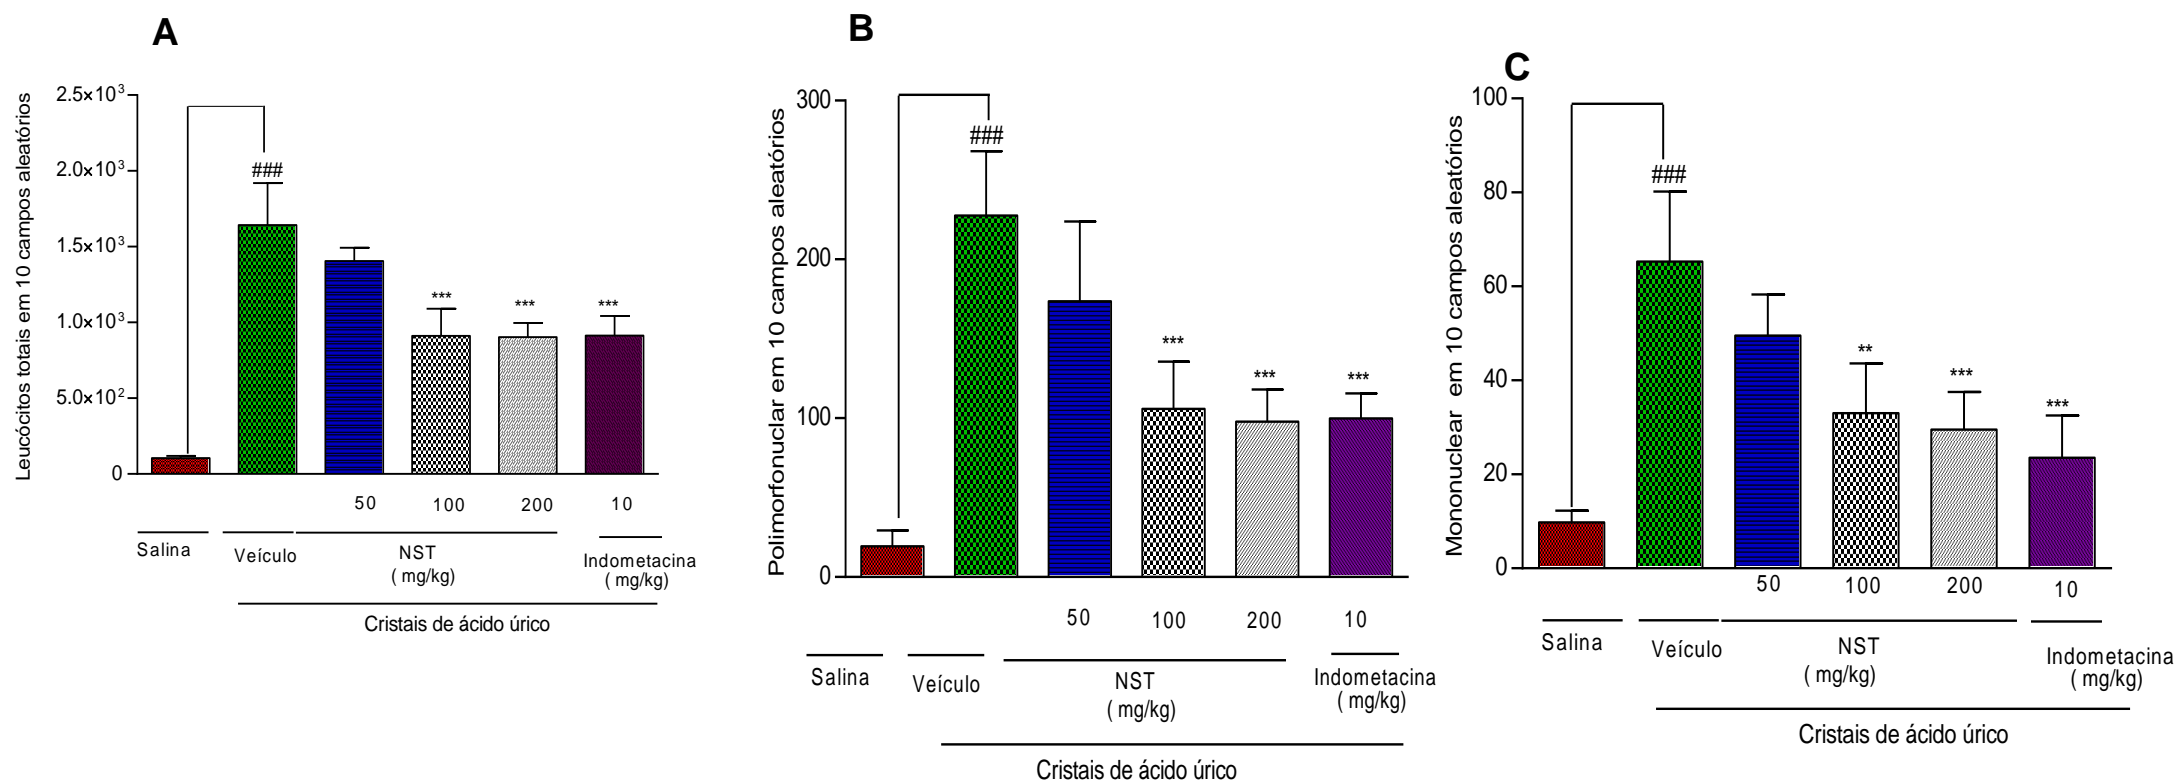 A
Leucócitos totais em 10 campos aleatórios
2.5×10³
2.0×10³
1.5×10³
1.0×10³
5.0×10²
0
###
***
***
***
50
100
200
10
Salina
Veículo
NST
( mg/kg)
Indometacina
( mg/kg)
Cristais de ácido úrico
B
Polimorfonuclar em 10 campos aleatórios
300
200
100
0
###
***
***
***
50
100
200
10
Salina
Veículo
NST
( mg/kg)
Indometacina
( mg/kg)
Cristais de ácido úrico
C
Mononuclear em 10 campos aleatórios
100
80
60
40
20
0
###
**
***
***
50
100
200
10
Salina
Veículo
NST
( mg/kg)
Indometacina
( mg/kg)
Cristais de ácido úrico